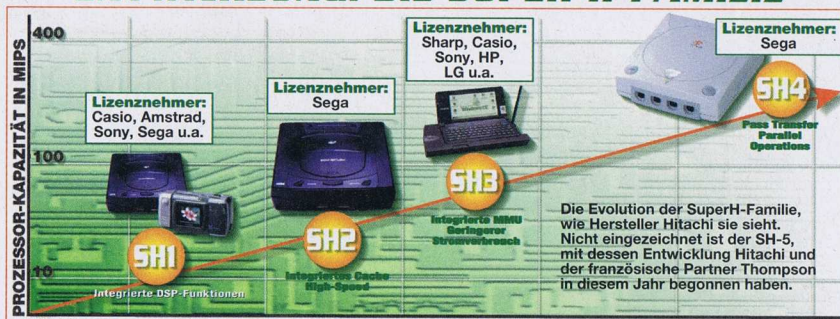 PROZESSOR-KAPAZITÄT IN MIPS
400
100
10
Lizenznehmer:
Casio, Amstrad,
Sony, Sega u.a.
SH1
Integrierte DSP-Funktionen
Lizenznehmer:
Sega
SH2
Integriertes Cache
High-Speed
Lizenznehmer:
Sharp, Casio,
Sony, HP,
LG u.a.
SH3
Integrierte MMU
Geringerer
Stromverbrauch
Lizenznehmer:
Sega
SH4
Pass Transfer
Parallel
Operations
Die Evolution der SuperH-Familie,
wie Hersteller Hitachi sie sieht.
Nicht eingezeichnet ist der SH-5,
mit dessen Entwicklung Hitachi und
der französische Partner Thompson
in diesem Jahr begonnen haben.